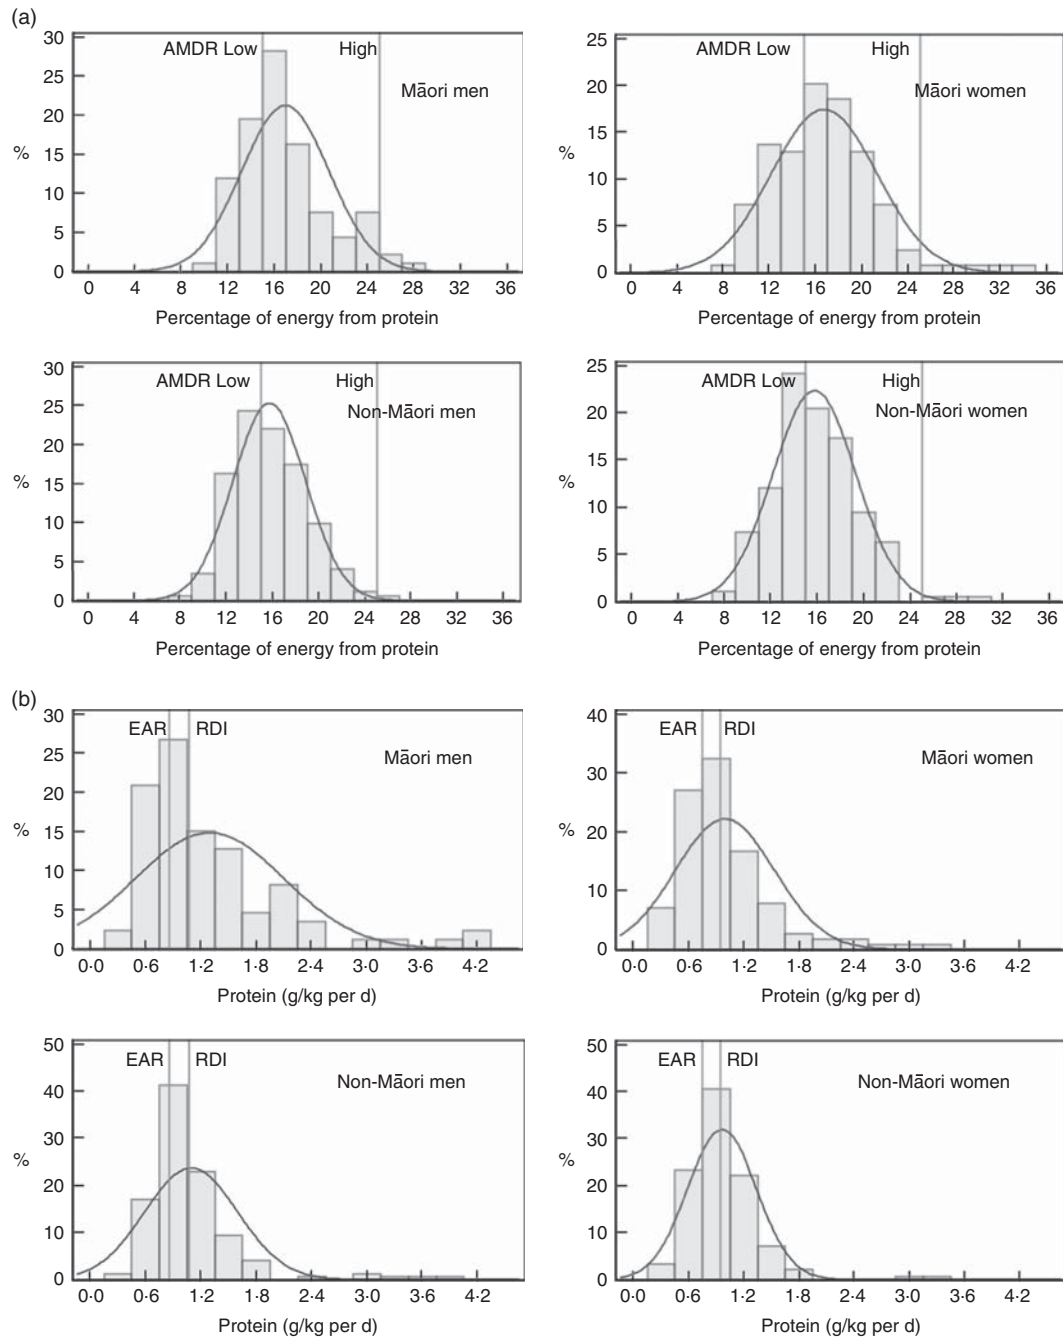 (a)
30
25
20
15
10
5
0
%
AMDR Low High
Māori men
0 4 8 12 16 20 24 28 32 36
Percentage of energy from protein
25
20
15
10
5
0
%
AMDR Low High
Māori women
0 4 8 12 16 20 24 28 32 36
Percentage of energy from protein
30
25
20
15
10
5
0
%
AMDR Low High
Non-Māori men
0 4 8 12 16 20 24 28 32 36
Percentage of energy from protein
25
20
15
10
5
0
%
AMDR Low High
Non-Māori women
0 4 8 12 16 20 24 28 32 36
Percentage of energy from protein
(b)
30
25
20
15
10
5
0
%
EAR RDI
Māori men
0·0 0·6 1·2 1·8 2·4 3·0 3·6 4·2
Protein (g/kg per d)
40
30
20
10
0
%
EAR RDI
Māori women
0·0 0·6 1·2 1·8 2·4 3·0 3·6 4·2
Protein (g/kg per d)
50
40
30
20
10
0
%
EAR RDI
Non-Māori men
0·0 0·6 1·2 1·8 2·4 3·0 3·6 4·2
Protein (g/kg per d)
50
40
30
20
10
0
%
EAR RDI
Non-Māori women
0·0 0·6 1·2 1·8 2·4 3·0 3·6 4·2
Protein (g/kg per d)